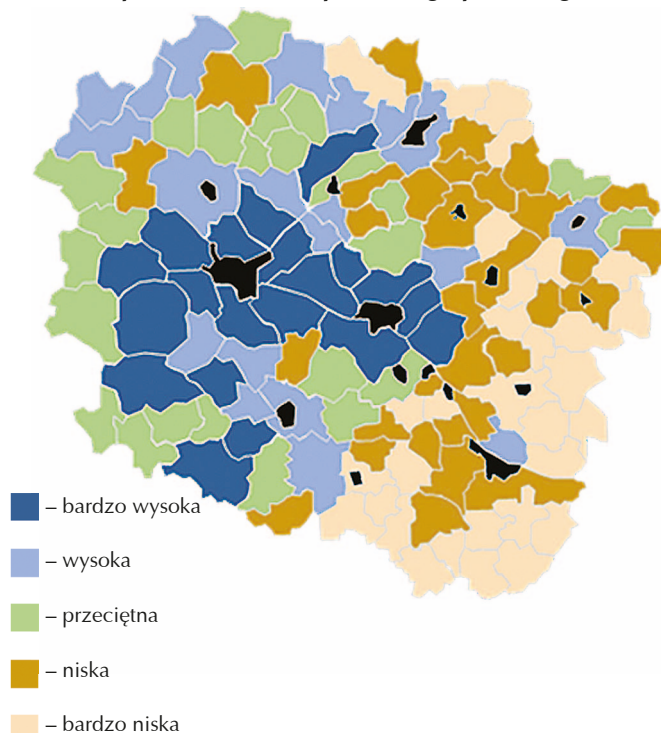 – bardzo wysoka
– wysoka
– przeciętna
– niska
– bardzo niska